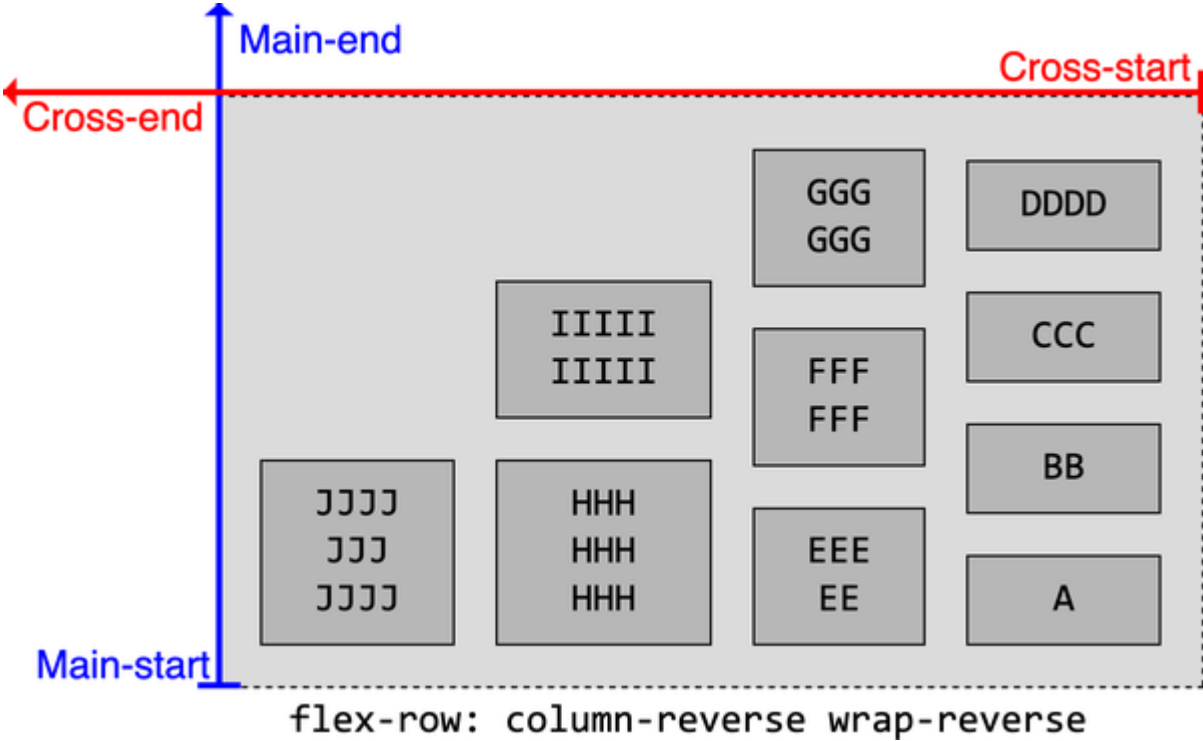 Main-end
Cross-start
Cross-end
GGG
GGG
DDDD
IIIII
IIIII
CCC
FFF
FFF
BB
JJJJ
JJJ
JJJJ
HHH
HHH
HHH
EEE
EE
A
Main-start
flex-row: column-reverse wrap-reverse